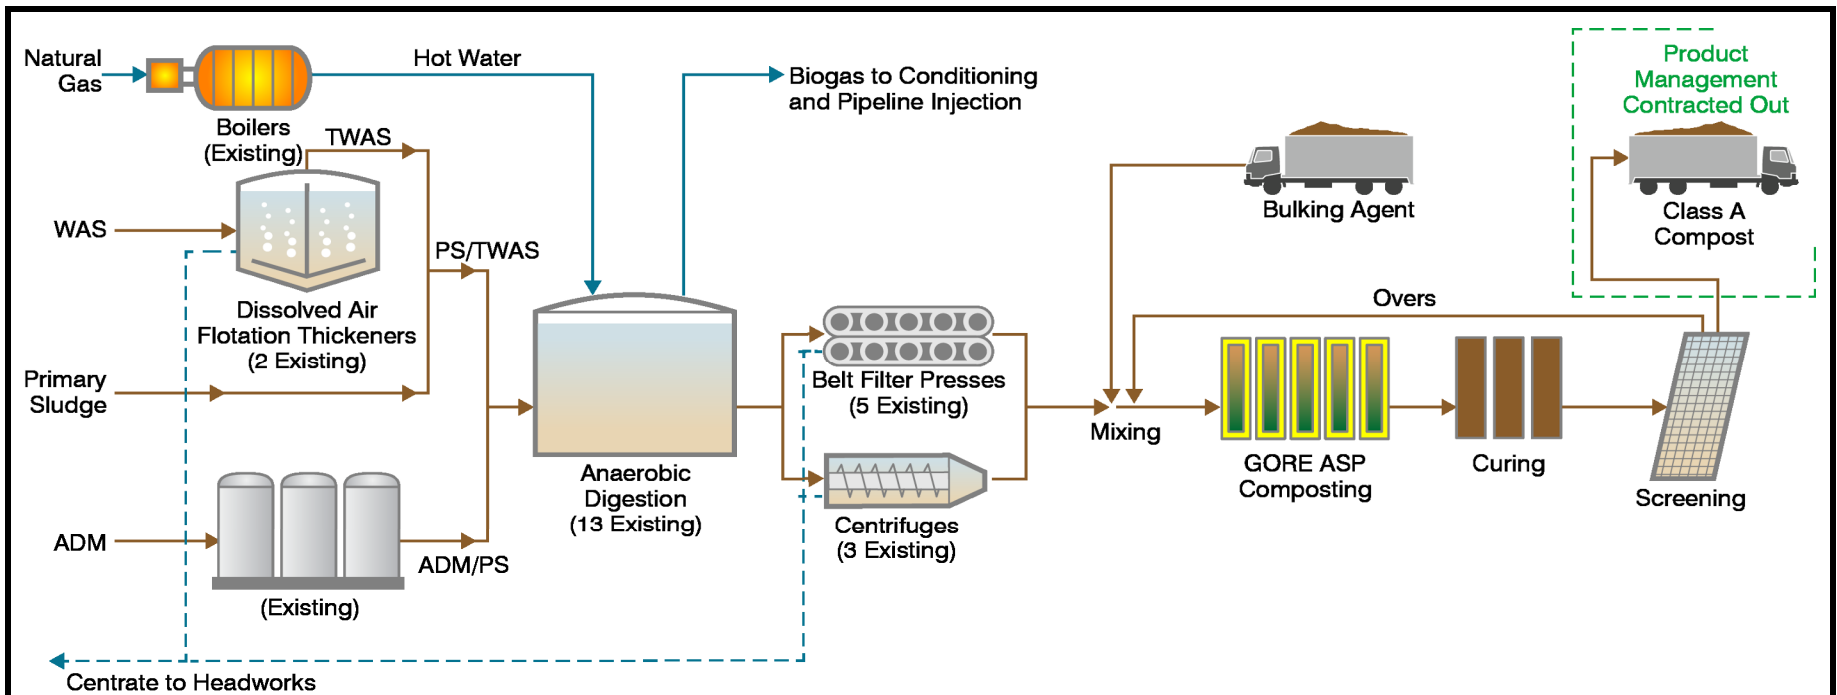 Natural
Gas
Hot Water
Biogas to Conditioning
and Pipeline Injection
Product
Management
Contracted Out
Boilers
(Existing)
TWAS
Bulking Agent
Class A
Compost
WAS
PS/TWAS
Dissolved Air
Flotation Thickeners
(2 Existing)
Overs
Primary
Sludge
Belt Filter Presses
(5 Existing)
Mixing
GORE ASP
Composting
Curing
Screening
Anaerobic
Digestion
(13 Existing)
Centrifuges
(3 Existing)
ADM
ADM/PS
(Existing)
Centrate to Headworks